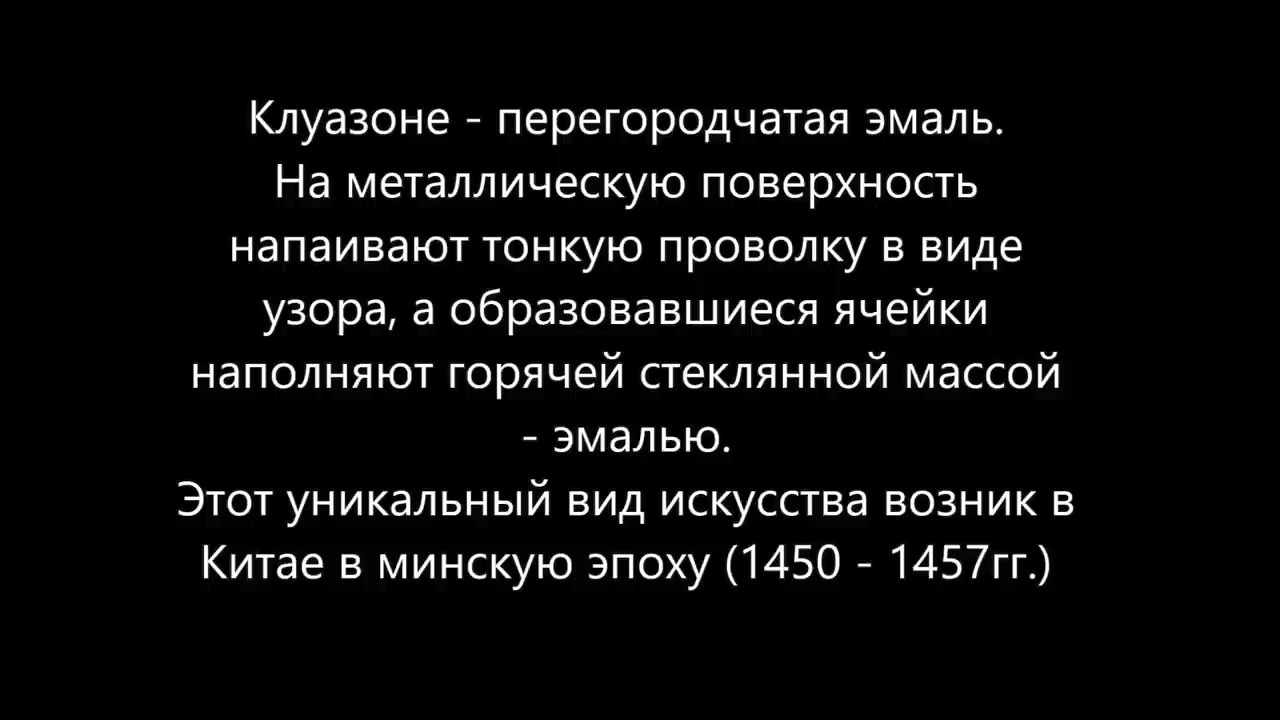 Клуазоне - перегородчатая эмаль.
На металлическую поверхность
напаивают тонкую проволку в виде
узора, а образовавшиеся ячейки
наполняют горячей стеклянной массой
- эмалью.
Этот уникальный вид искусства возник в
Китае в минскую эпоху (1450 - 1457гг.)